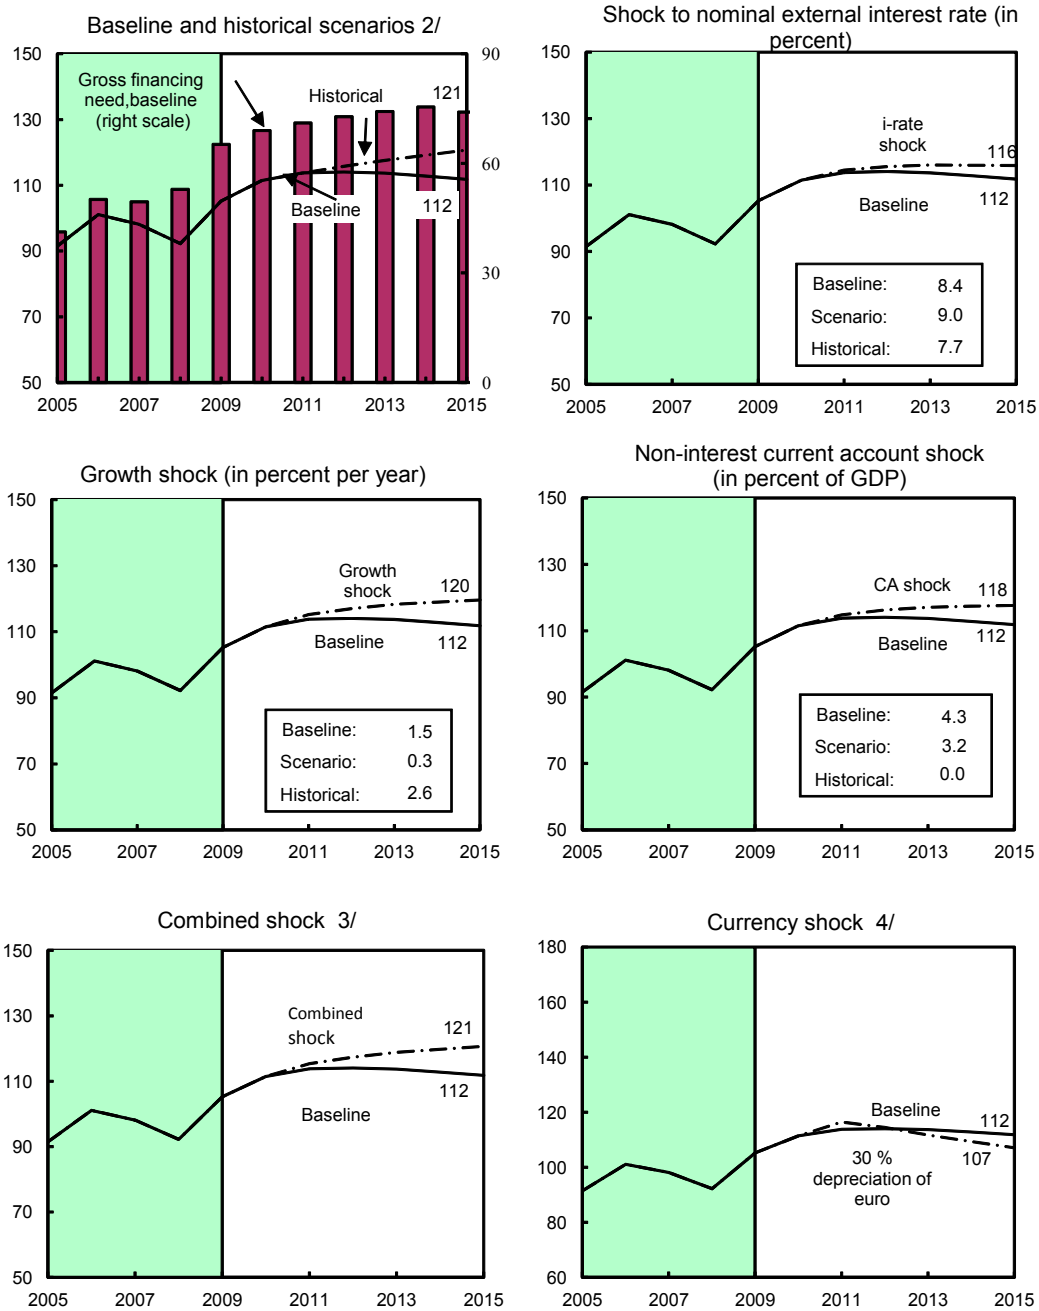 Baseline and historical scenarios 2/
150
130
110
90
70
50
90
60
30
0
Gross financing
need,baseline
(right scale)
Historical
121
Baseline
112
2005 2007 2009 2011 2013 2015
Shock to nominal external interest rate (in
percent)
150
130
110
90
70
50
i-rate
shock
116
Baseline
112
Baseline: 8.4
Scenario: 9.0
Historical: 7.7
2005 2007 2009 2011 2013 2015
Growth shock (in percent per year)
150
130
110
90
70
50
Growth
shock
120
Baseline
112
Baseline: 1.5
Scenario: 0.3
Historical: 2.6
2005 2007 2009 2011 2013 2015
Non-interest current account shock
(in percent of GDP)
150
130
110
90
70
50
CA shock
118
Baseline
112
Baseline: 4.3
Scenario: 3.2
Historical: 0.0
2005 2007 2009 2011 2013 2015
Combined shock 3/
150
130
110
90
70
50
Combined
shock
121
112
Baseline
2005 2007 2009 2011 2013 2015
Currency shock 4/
180
160
140
120
100
80
60
Baseline
112
107
30 %
depreciation of
euro
2005 2007 2009 2011 2013 2015